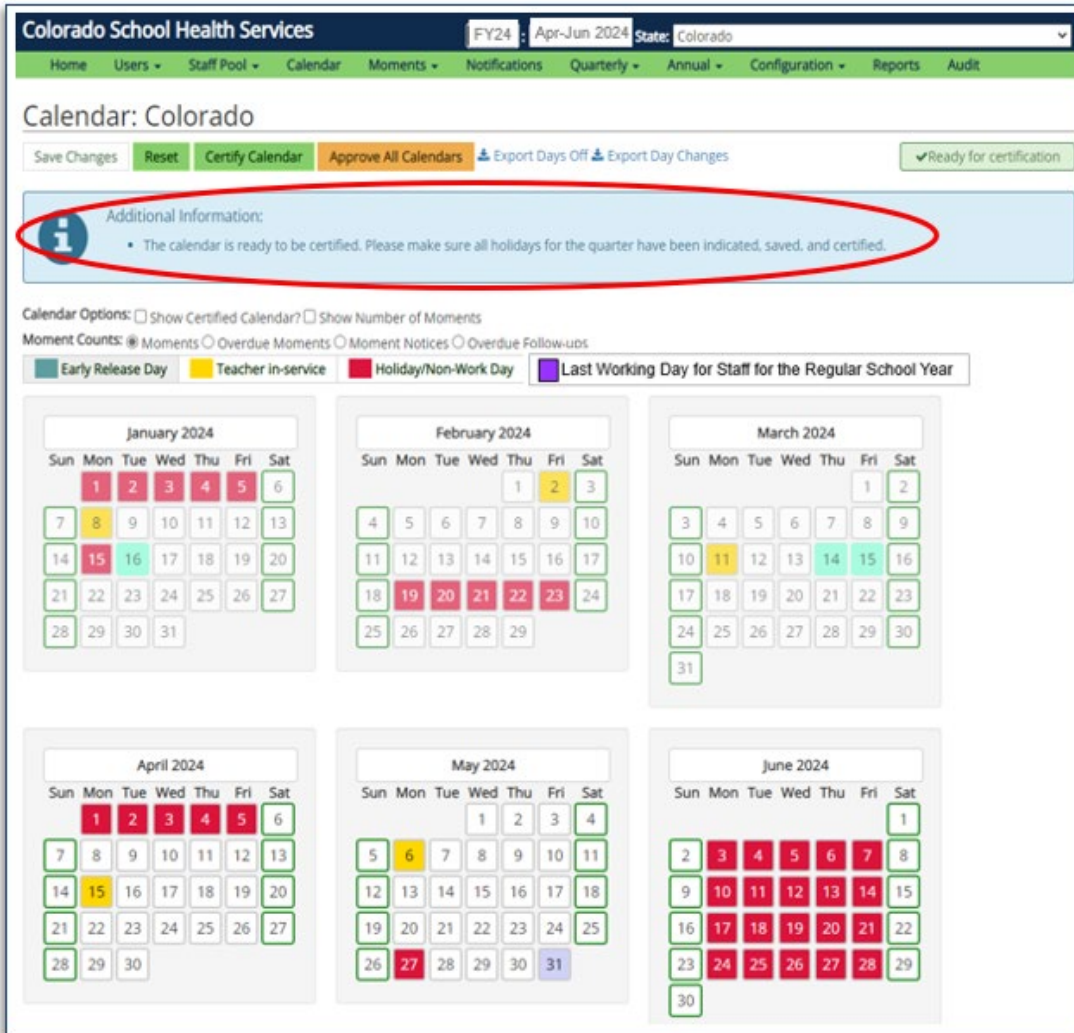 Colorado School Health Services FY24 : Apr-Jun 2024 State: Colorado
Home Users Staff Pool Calendar Moments Notifications Quarterly Annual Configuration Reports Audit
Calendar: Colorado
Save Changes Reset Certify Calendar Approve All Calendars Export Days Off Export Day Changes Ready for certification
Additional Information:
• The calendar is ready to be certified. Please make sure all holidays for the quarter have been indicated, saved, and certified.
Calendar Options: Show Certified Calendar? Show Number of Moments
Moment Counts: Moments Overdue Moments Moment Notices Overdue Follow-ups
Early Release Day Teacher in-service Holiday/Non-Work Day Last Working Day for Staff for the Regular School Year
January 2024
Sun Mon Tue Wed Thu Fri Sat
1 2 3 4 5 6
7 8 9 10 11 12 13
14 15 16 17 18 19 20
21 22 23 24 25 26 27
28 29 30 31
February 2024
Sun Mon Tue Wed Thu Fri Sat
1 2 3
4 5 6 7 8 9 10
11 12 13 14 15 16 17
18 19 20 21 22 23 24
25 26 27 28 29
March 2024
Sun Mon Tue Wed Thu Fri Sat
1 2
3 4 5 6 7 8 9
10 11 12 13 14 15 16
17 18 19 20 21 22 23
24 25 26 27 28 29 30
31
April 2024
Sun Mon Tue Wed Thu Fri Sat
1 2 3 4 5 6
7 8 9 10 11 12 13
14 15 16 17 18 19 20
21 22 23 24 25 26 27
28 29 30
May 2024
Sun Mon Tue Wed Thu Fri Sat
1 2 3 4
5 6 7 8 9 10 11
12 13 14 15 16 17 18
19 20 21 22 23 24 25
26 27 28 29 30 31
June 2024
Sun Mon Tue Wed Thu Fri Sat
1
2 3 4 5 6 7 8
9 10 11 12 13 14 15
16 17 18 19 20 21 22
23 24 25 26 27 28 29
30